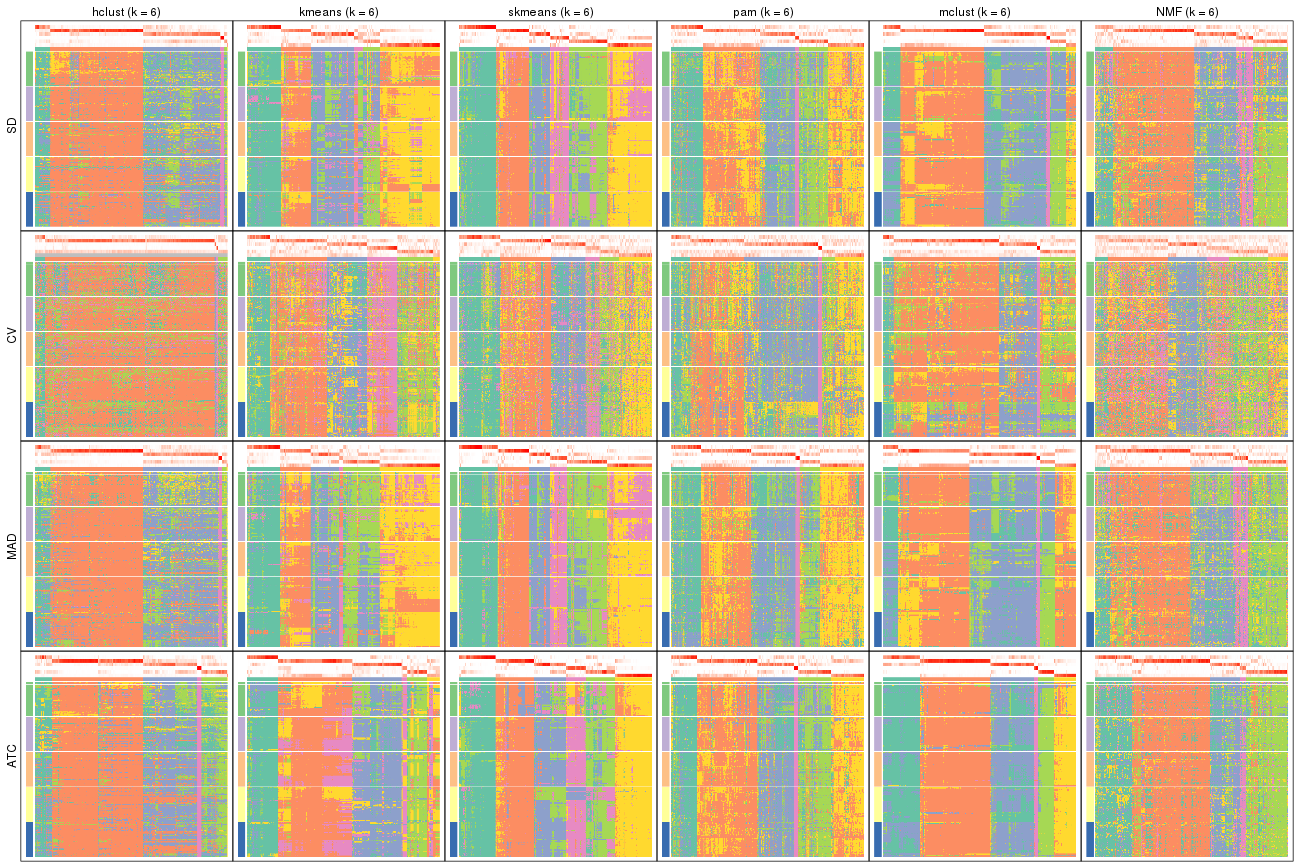 hclust (k = 6) kmeans (k = 6) skmeans (k = 6) pam (k = 6) mclust (k = 6) NMF (k = 6)
SD
CV
MAD
ATC